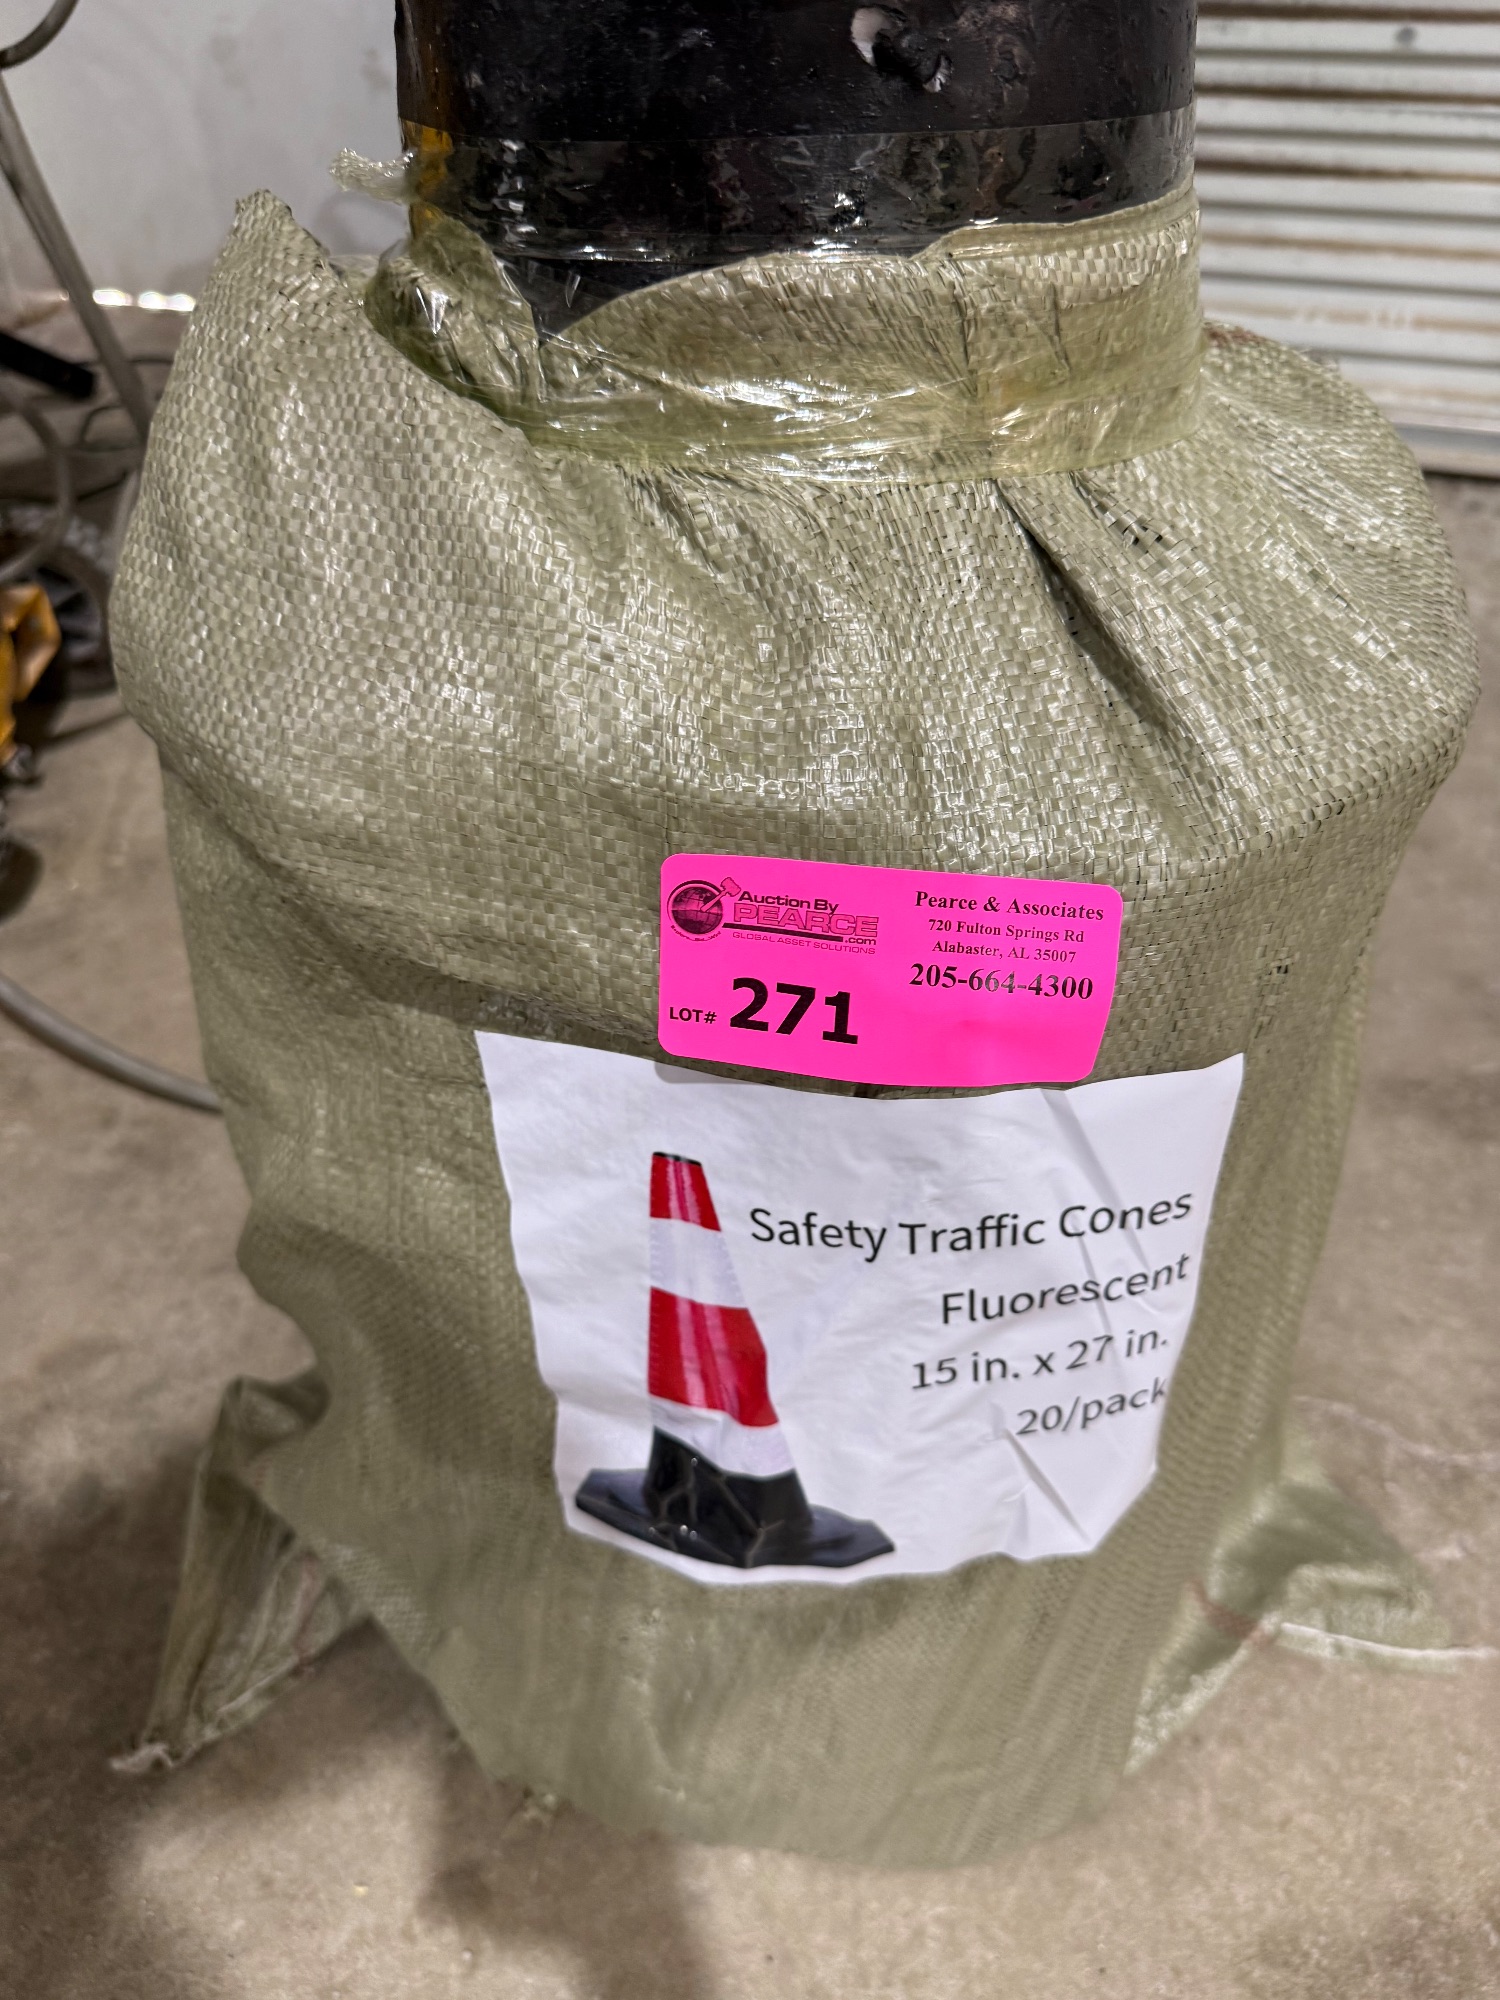 Auction By
PEARCE
.com
GLOBAL ASSET SOLUTIONS
LOT# 271
Pearce & Associates
720 Fulton Springs Rd
Alabaster, AL 35007
205-664-4300
Safety Traffic Cones
Fluorescent
15 in. x 27 in.
20/pack